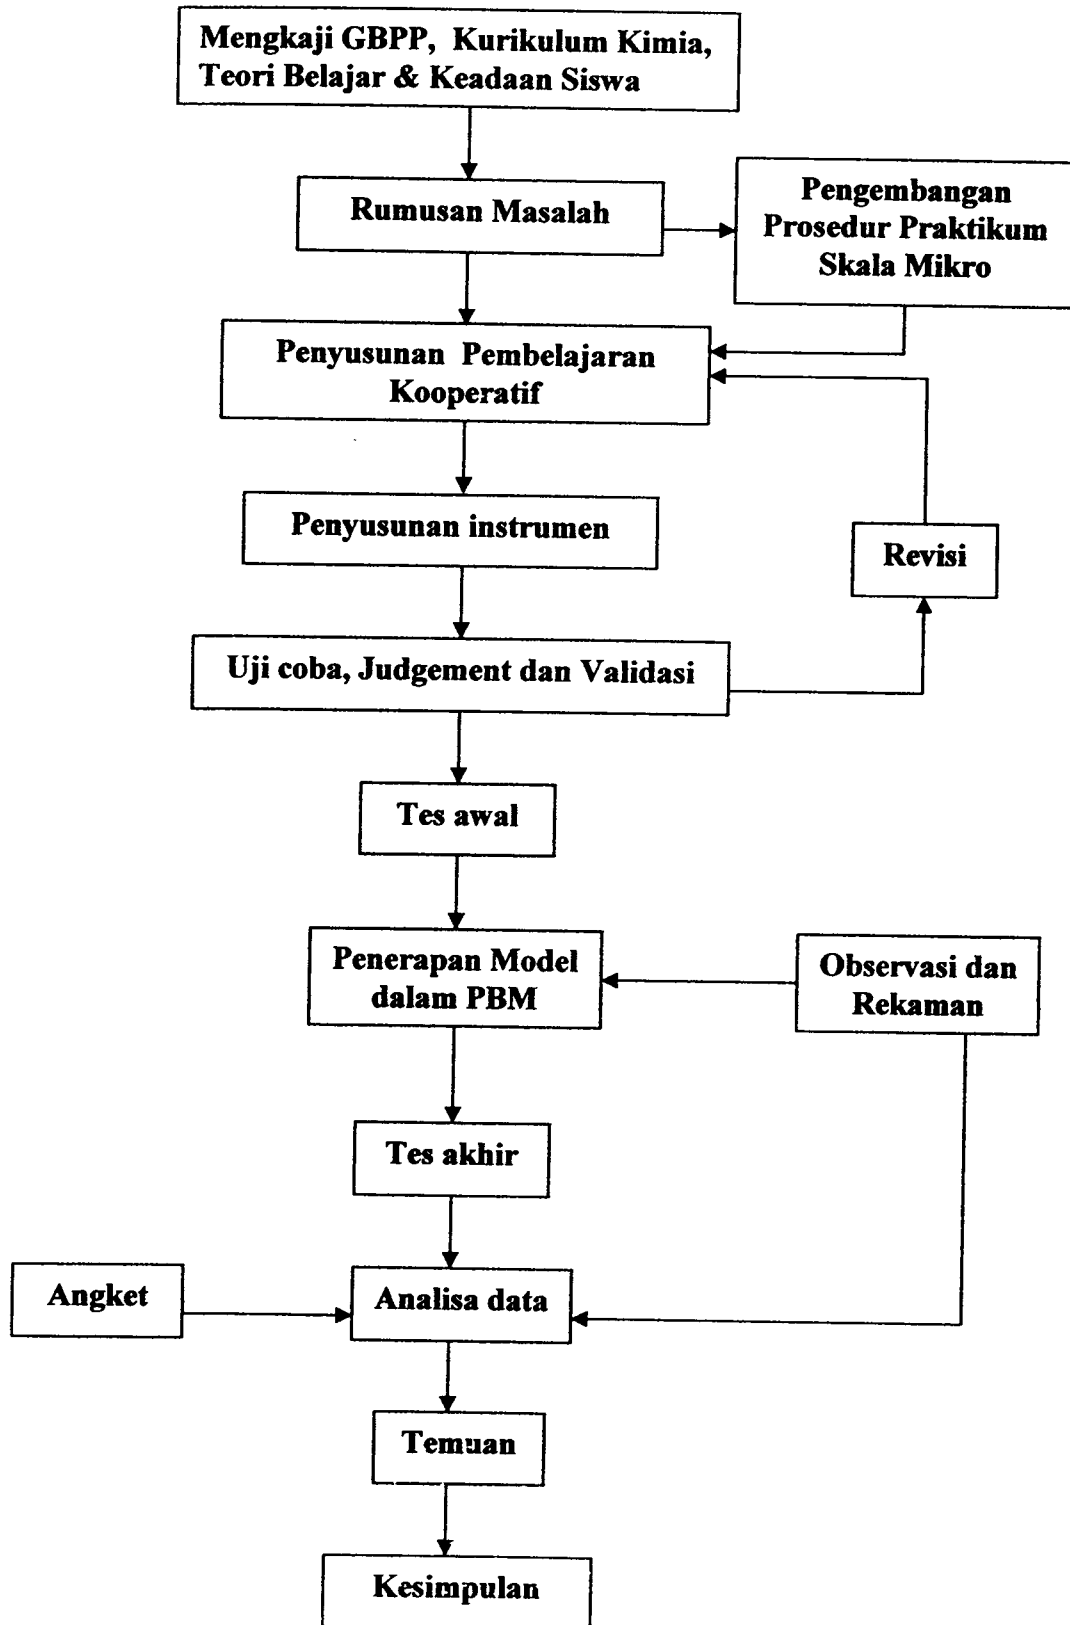 Mengkaji GBPP, Kurikulum Kimia,
Teori Belajar & Keadaan Siswa
Rumusan Masalah
Pengembangan
Prosedur Praktikum
Skala Mikro
Penyusunan Pembelajaran
Kooperatif
Penyusunan instrumen
Revisi
Uji coba, Judgement dan Validasi
Tes awal
Penerapan Model
dalam PBM
Observasi dan
Rekaman
Tes akhir
Angket
Analisa data
Temuan
Kesimpulan